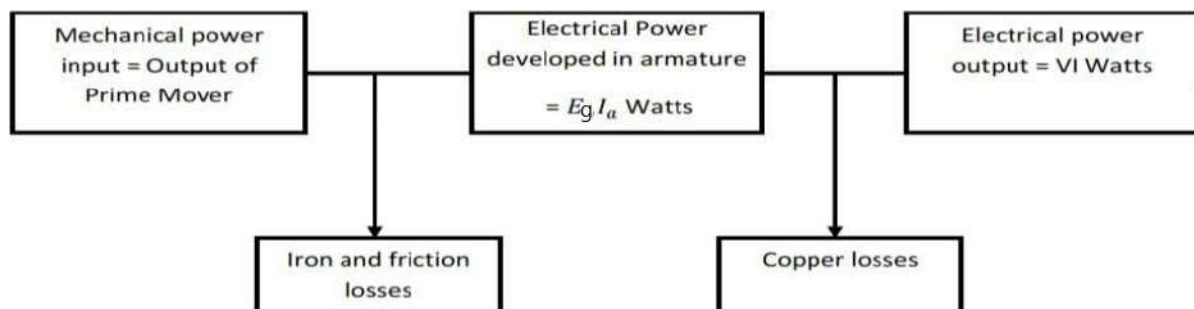 Mechanical power
input = Output of
Prime Mover
Electrical Power
developed in armature
= Eg Iₐ Watts
Electrical power
output = VI Watts
Iron and friction
losses
Copper losses